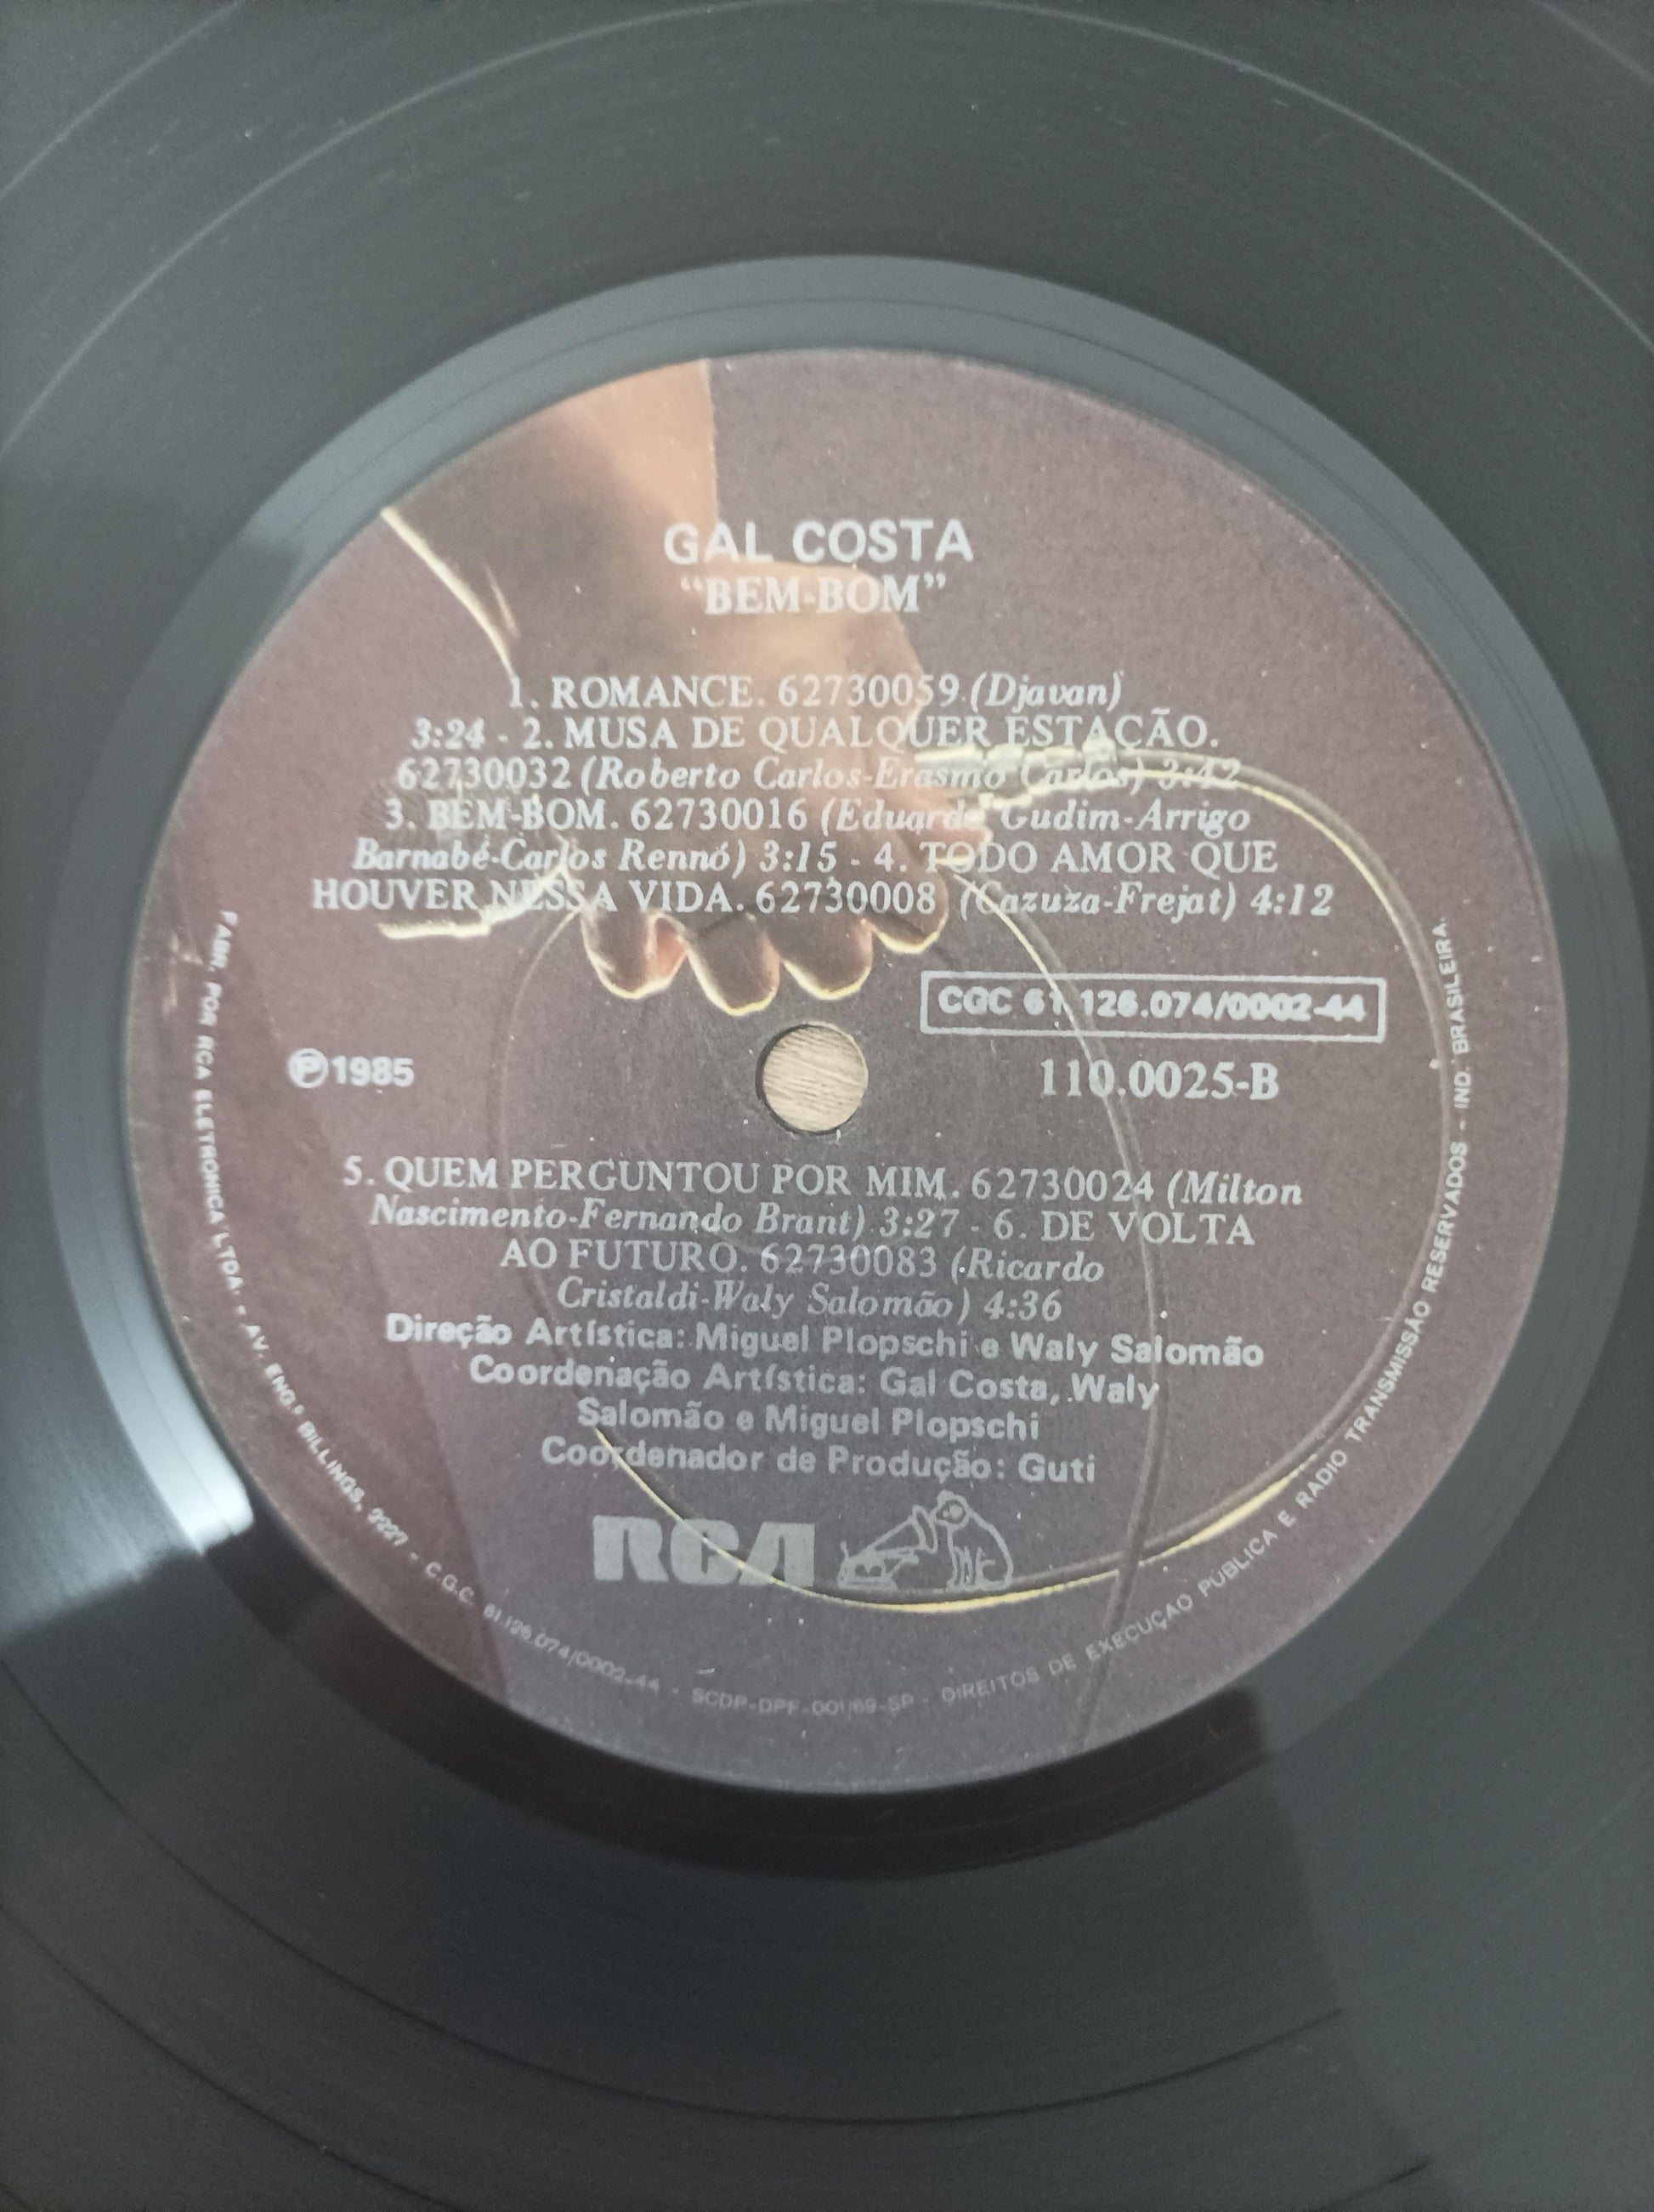 GAL COSTA
“BEM-BOM”
1. ROMANCE. 62730059 (Djavan)
3:24 - 2. MUSA DE QUALQUER ESTAÇÃO.
62730032 (Roberto Carlos-Erasmo Carlos) 3:42
3. BEM-BOM. 62730016 (Eduardo Gudim-Arrigo
Barnabé-Carlos Rennó) 3:15 - 4. TODO AMOR QUE
HOUVER NESSA VIDA. 62730008 (Cazuza-Frejat) 4:12
CGC 61.126.074/0002-44
Ⓟ1985
110.0025-B
5. QUEM PERGUNTOU POR MIM. 62730024 (Milton
Nascimento-Fernando Brant) 3:27 - 6. DE VOLTA
AO FUTURO. 62730083 (Ricardo
Cristaldi-Waly Salomão) 4:36
Direção Artística: Miguel Plopschi e Waly Salomão
Coordenação Artística: Gal Costa, Waly
Salomão e Miguel Plopschi
Coordenador de Produção: Guti
RCA
FABR. POR RCA ELETRONICA LTDA. - AV. ENG.º BILLINGS, 2227 - C.G.C. 61.126.074/0002-44 - SCDP-DPF-001/69-SP - DIREITOS DE EXECUÇAO PUBLICA E RADIO TRANSMISSÃO RESERVADOS - IND. BRASILEIRA.